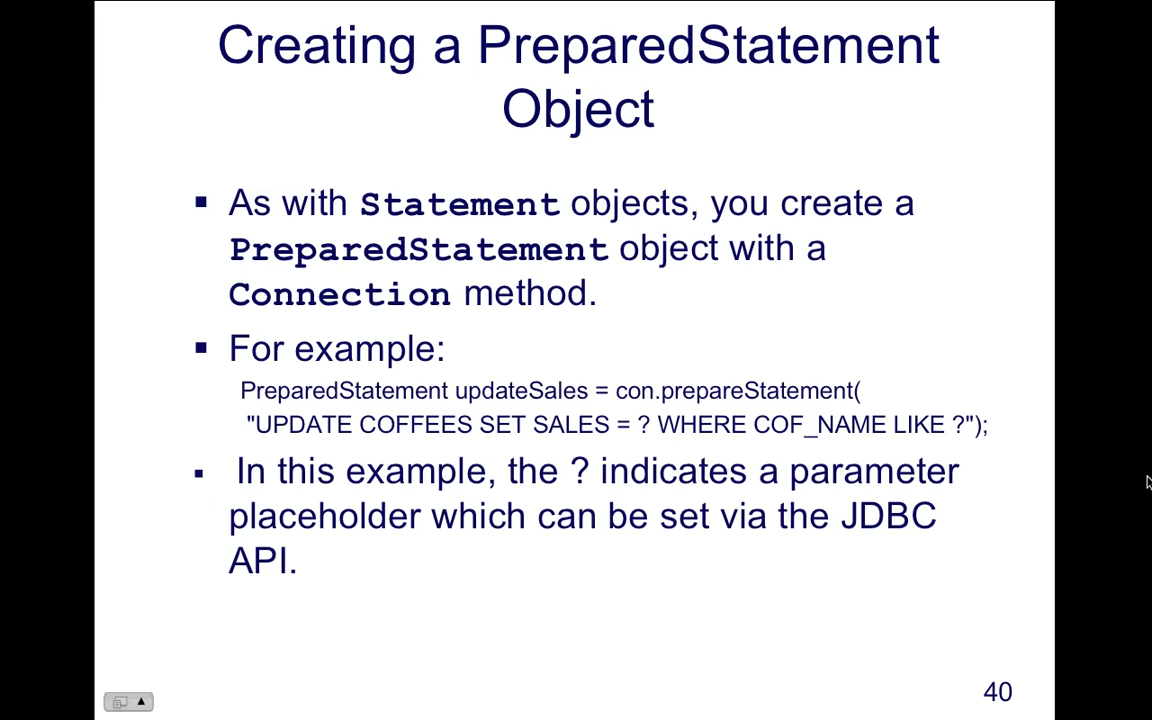 Creating a PreparedStatement
Object
▪ As with Statement objects, you create a
PreparedStatement object with a
Connection method.
▪ For example:
PreparedStatement updateSales = con.prepareStatement(
"UPDATE COFFEES SET SALES = ? WHERE COF_NAME LIKE ?");
▪ In this example, the ? indicates a parameter
placeholder which can be set via the JDBC
API.
40